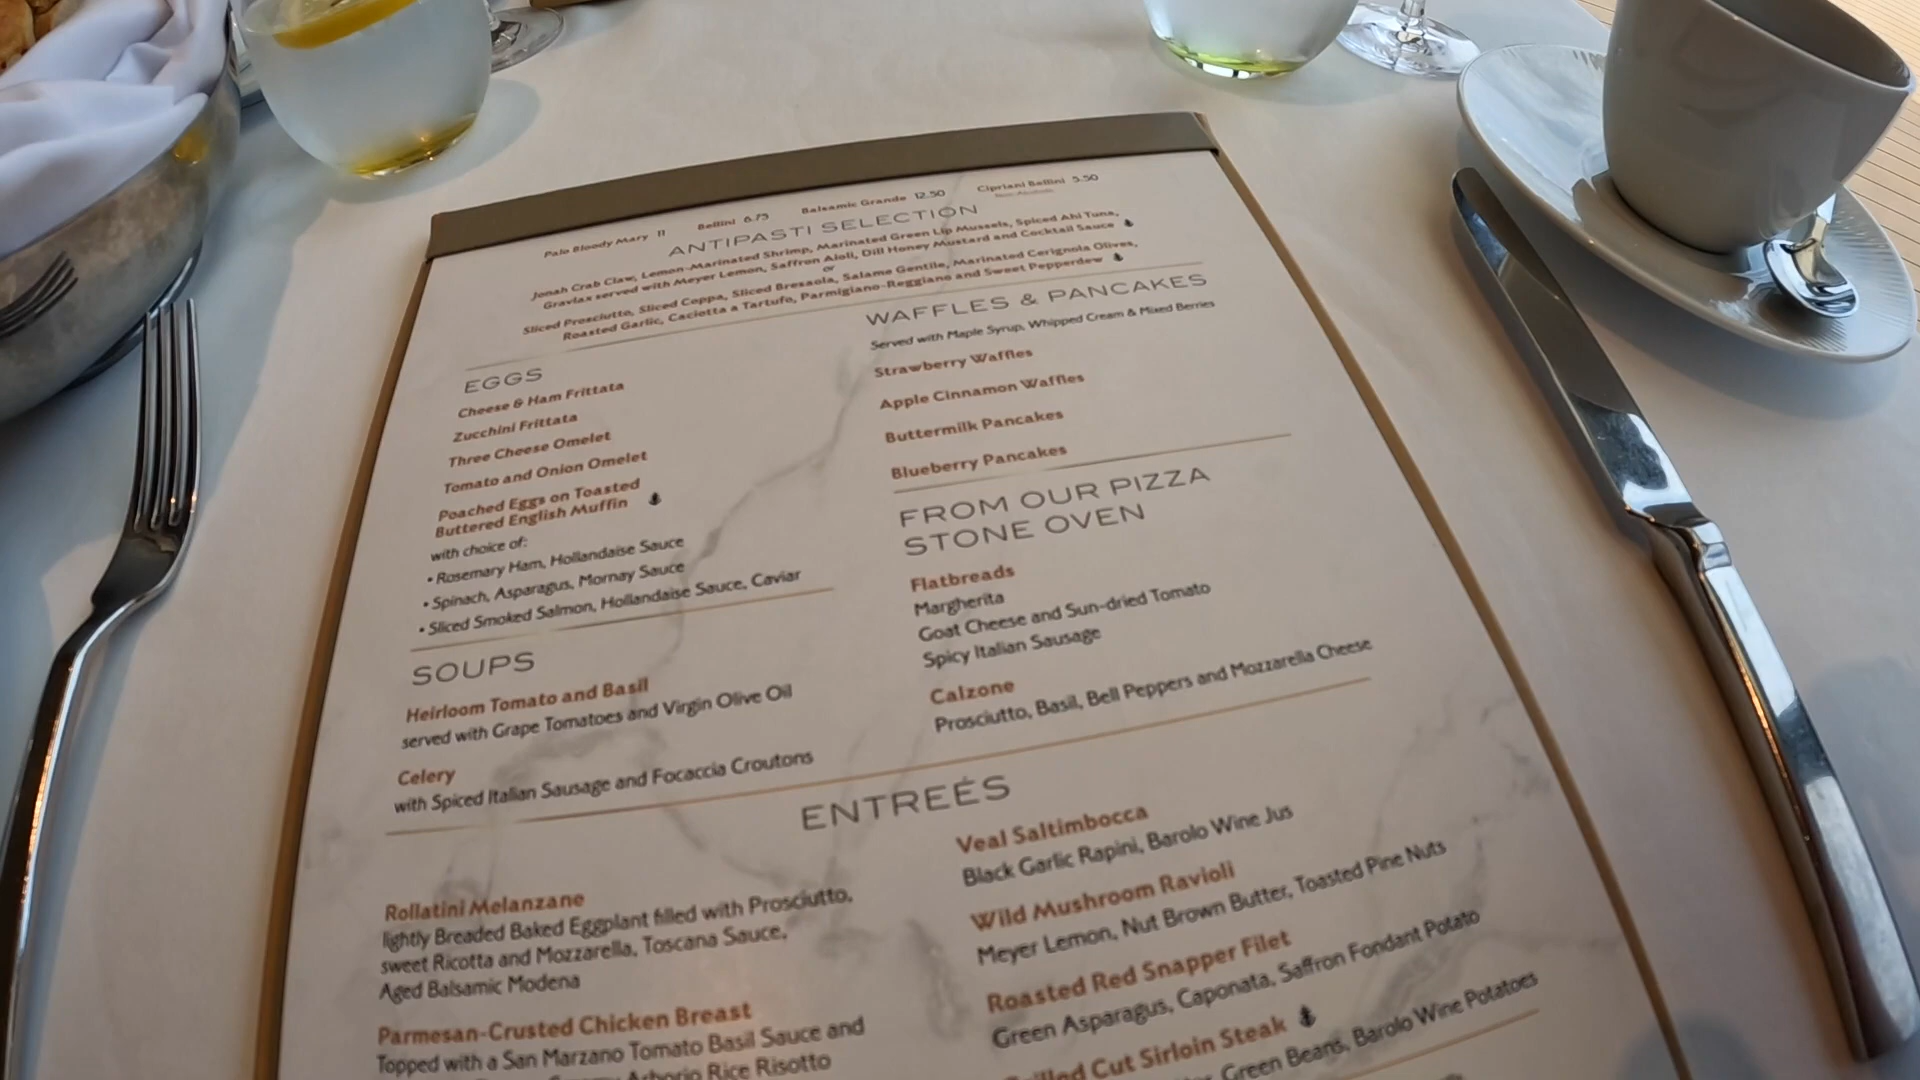 Palo Bloody Mary 11 Bellini 6.75 Balsamic Grande 12.50 Cipriani Bellini 5.50
ANTIPASTI SELECTION
Jonah Crab Claw, Lemon-Marinated Shrimp, Marinated Green Lip Mussels, Spiced Ahi Tuna,
Gravlax served with Meyer Lemon, Saffron Aioli, Dill Honey Mustard and Cocktail Sauce
or
Sliced Prosciutto, Sliced Coppa, Sliced Bresaola, Salame Gentile, Marinated Cerignola Olives,
Roasted Garlic, Caciotta a Tartufo, Parmigiano-Reggiano and Sweet Pepperdew
EGGS
Cheese & Ham Frittata
Zucchini Frittata
Three Cheese Omelet
Tomato and Onion Omelet
Poached Eggs on Toasted
Buttered English Muffin
with choice of:
• Rosemary Ham, Hollandaise Sauce
• Spinach, Asparagus, Mornay Sauce
• Sliced Smoked Salmon, Hollandaise Sauce, Caviar
SOUPS
Heirloom Tomato and Basil
served with Grape Tomatoes and Virgin Olive Oil
Celery
with Spiced Italian Sausage and Focaccia Croutons
WAFFLES & PANCAKES
Served with Maple Syrup, Whipped Cream & Mixed Berries
Strawberry Waffles
Apple Cinnamon Waffles
Buttermilk Pancakes
Blueberry Pancakes
FROM OUR PIZZA
STONE OVEN
Flatbreads
Margherita
Goat Cheese and Sun-dried Tomato
Spicy Italian Sausage
Calzone
Prosciutto, Basil, Bell Peppers and Mozzarella Cheese
ENTREÉS
Rollatini Melanzane
lightly Breaded Baked Eggplant filled with Prosciutto,
sweet Ricotta and Mozzarella, Toscana Sauce,
Aged Balsamic Modena
Parmesan-Crusted Chicken Breast
Topped with a San Marzano Tomato Basil Sauce and
Arborio Rice Risotto
Veal Saltimbocca
Black Garlic Rapini, Barolo Wine Jus
Wild Mushroom Ravioli
Meyer Lemon, Nut Brown Butter, Toasted Pine Nuts
Roasted Red Snapper Filet
Green Asparagus, Caponata, Saffron Fondant Potato
Cut Sirloin Steak
Green Beans, Barolo Wine Potatoes